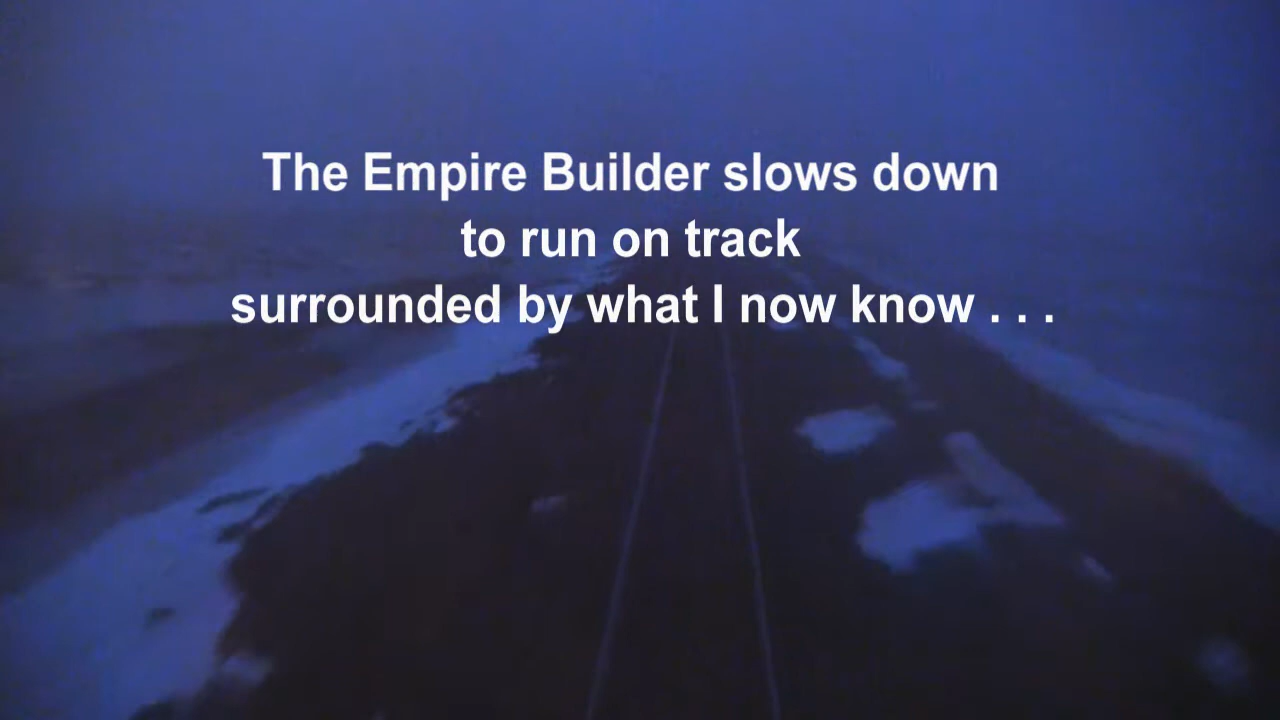 The Empire Builder slows down
to run on track
surrounded by what I now know . . .